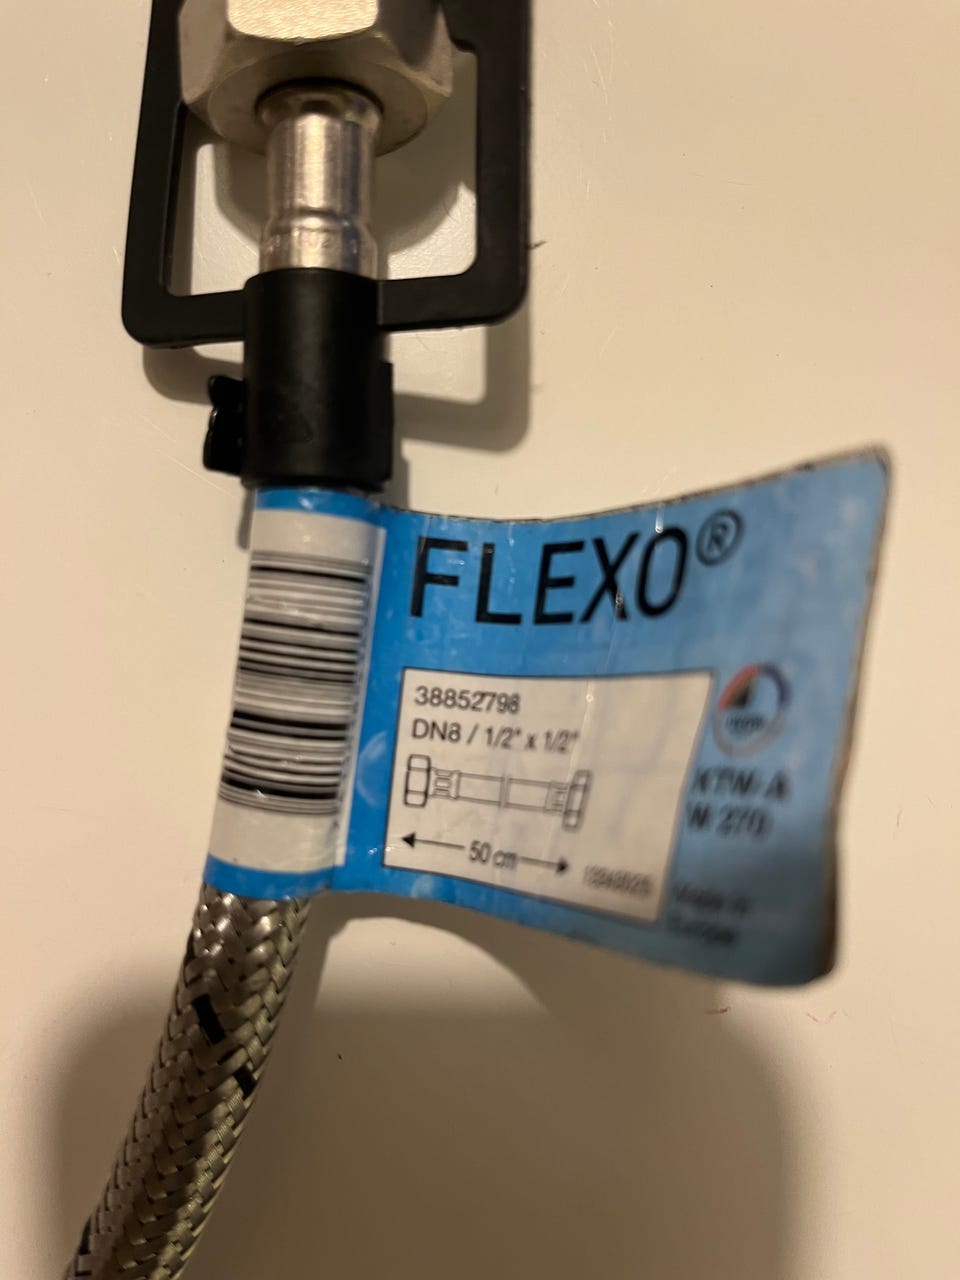 FLEXO®
38852798
DN8 / 1/2" x 1/2"
50 cm
KTW-A
W 270
Made in
Europe